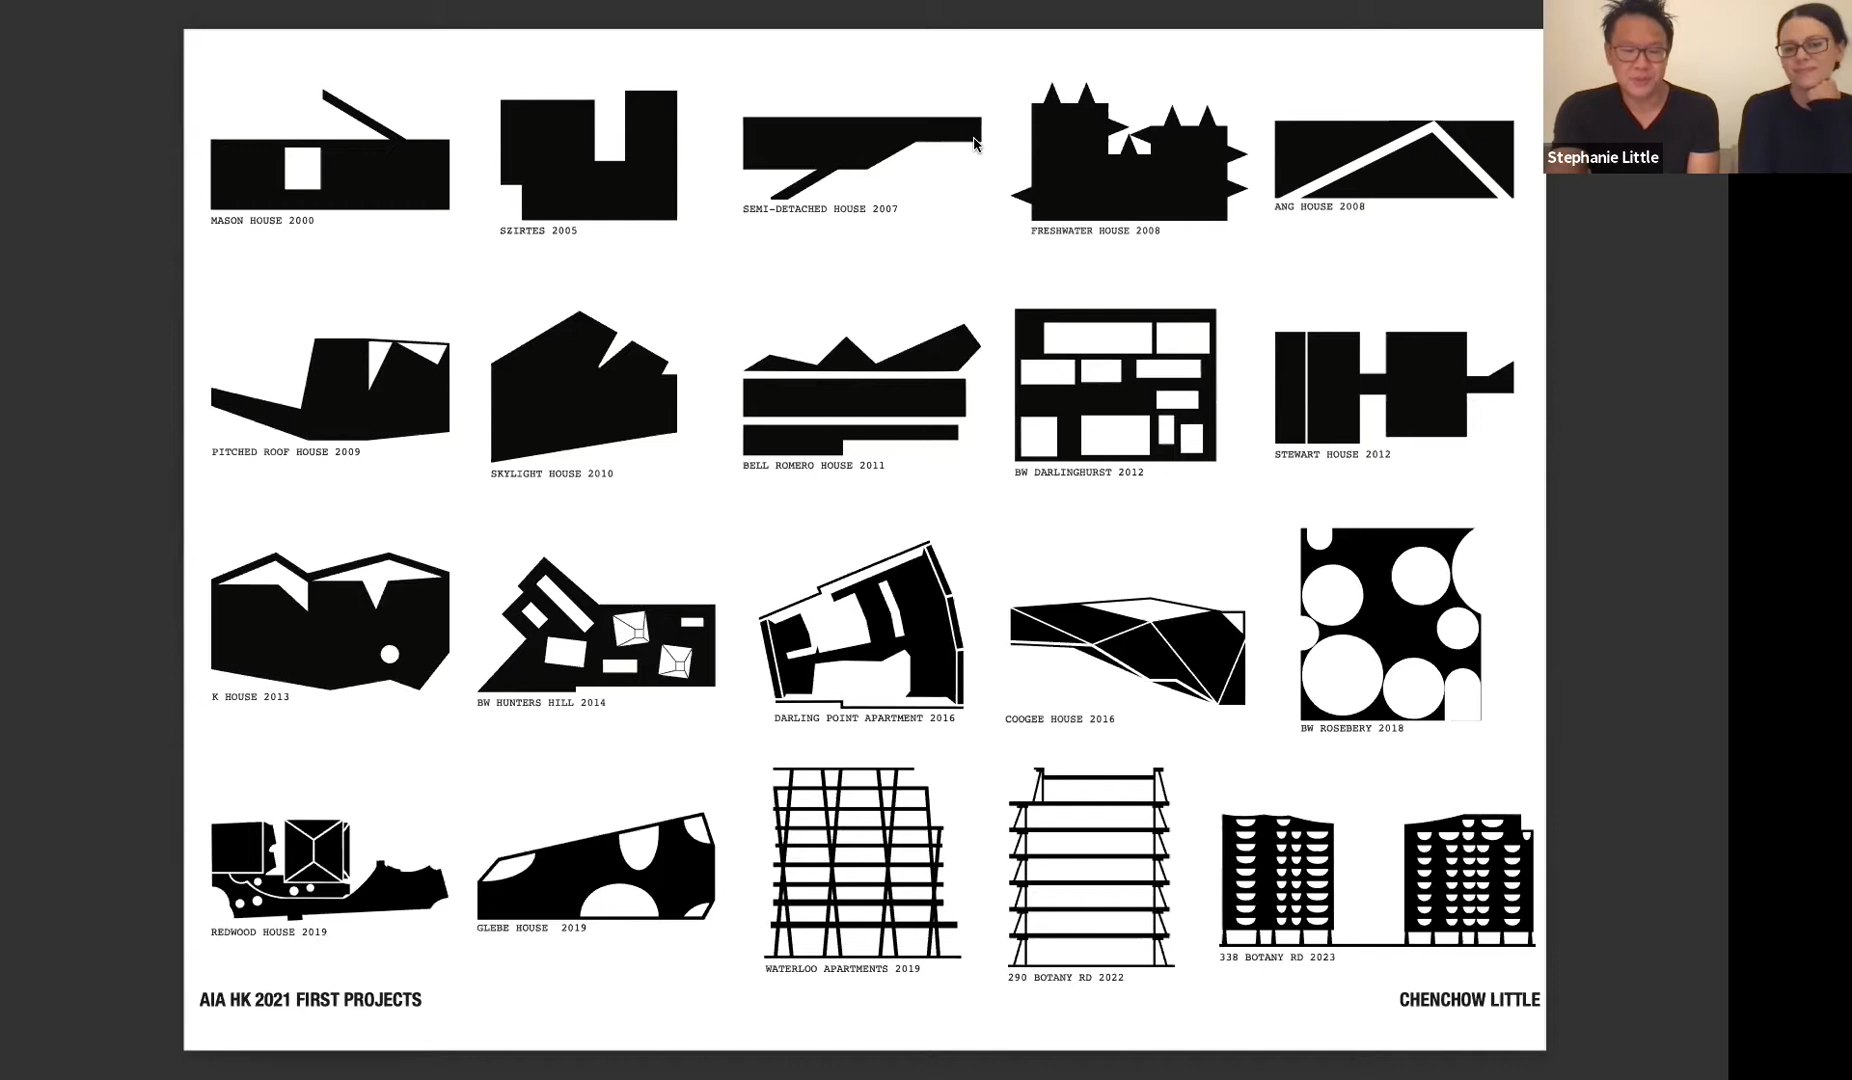 Stephanie Little
MASON HOUSE 2000
SZIRTES 2005
SEMI-DETACHED HOUSE 2007
FRESHWATER HOUSE 2008
ANG HOUSE 2008
PITCHED ROOF HOUSE 2009
SKYLIGHT HOUSE 2010
BELL ROMERO HOUSE 2011
BW DARLINGHURST 2012
STEWART HOUSE 2012
K HOUSE 2013
BW HUNTERS HILL 2014
DARLING POINT APARTMENT 2016
COOGEE HOUSE 2016
BW ROSEBERY 2018
REDWOOD HOUSE 2019
GLEBE HOUSE 2019
WATERLOO APARTMENTS 2019
290 BOTANY RD 2022
338 BOTANY RD 2023
AIA HK 2021 FIRST PROJECTS
CHENCHOW LITTLE